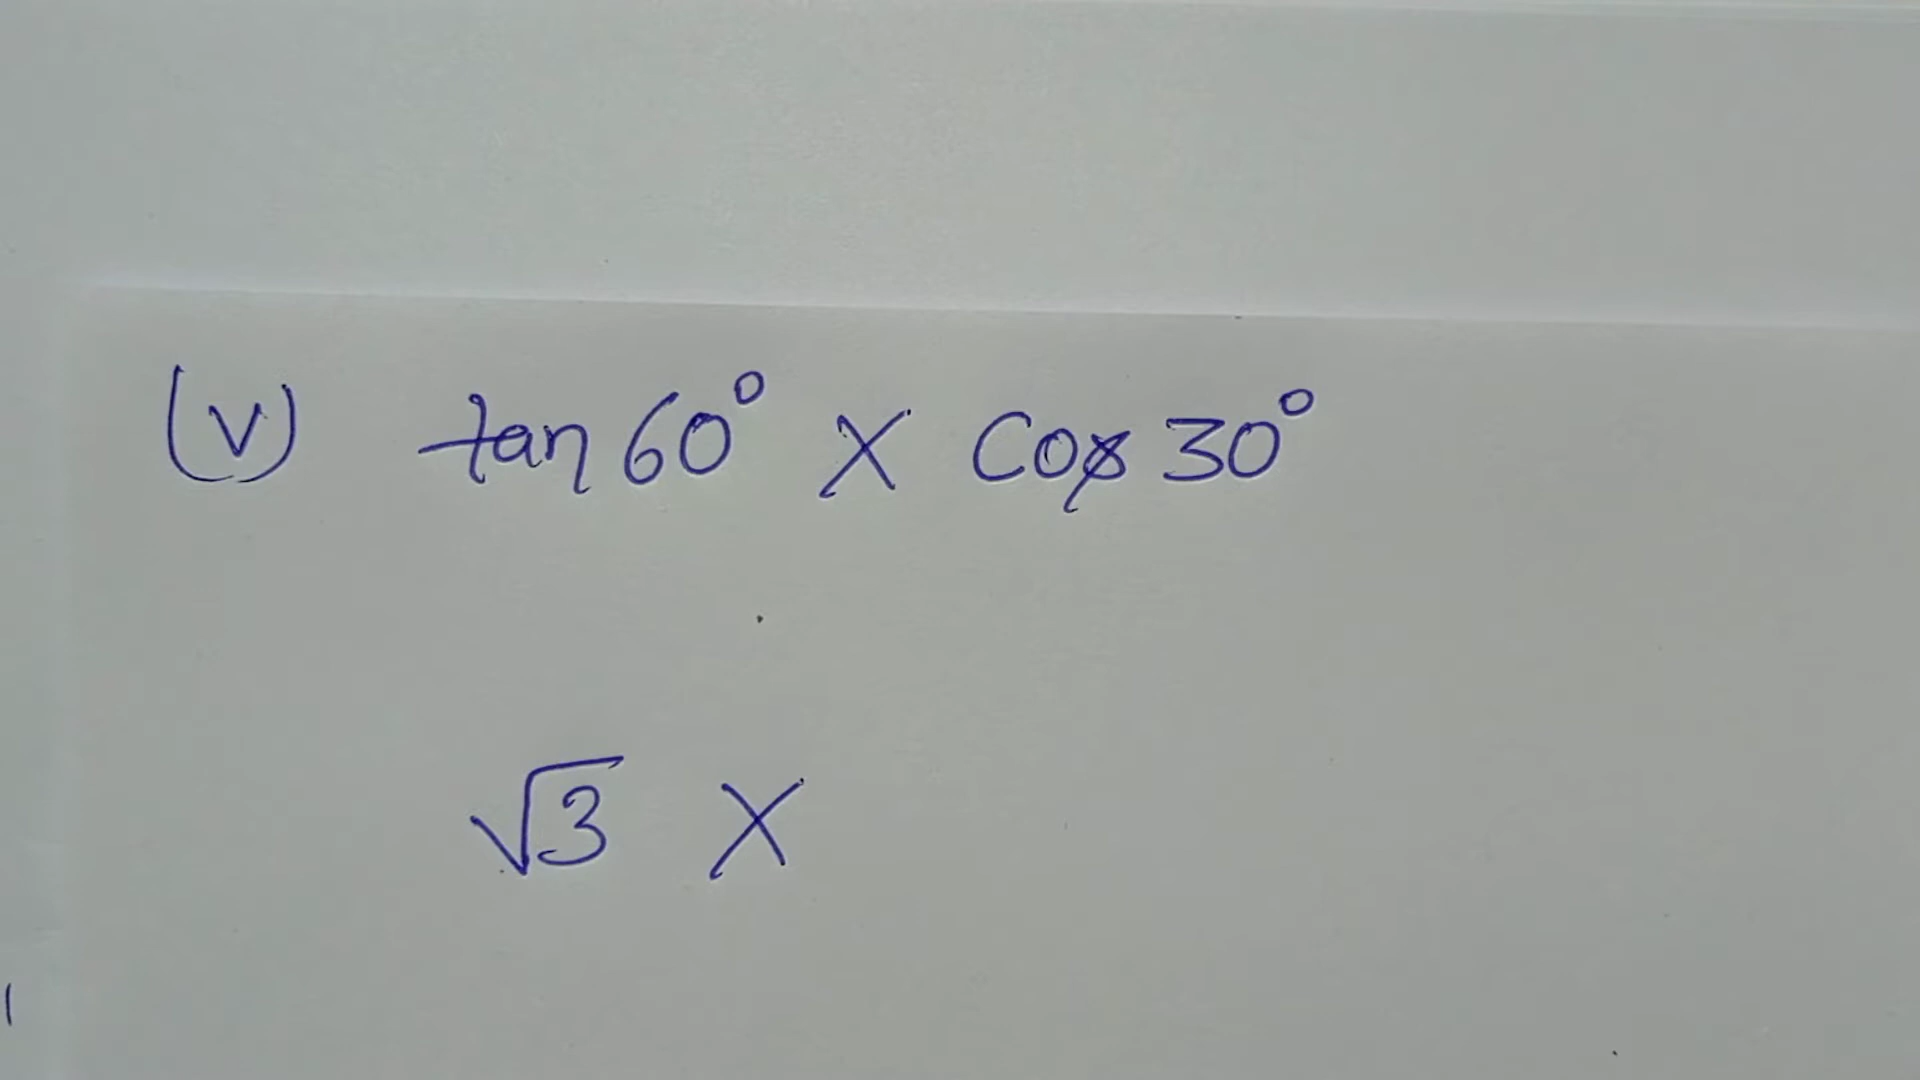 (v) tan 60° × Cos 30°
√3 ×